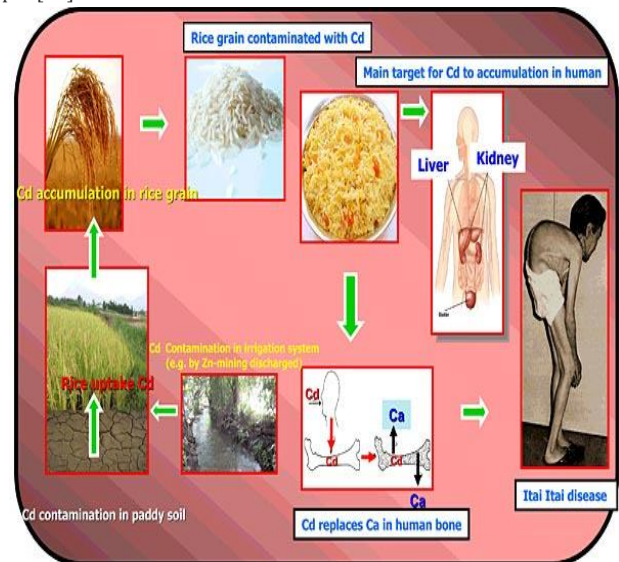 Rice grain contaminated with Cd
Main target for Cd to accumulation in human
Liver
Kidney
Cd accumulation in rice grain
Cd Contamination in irrigation system
(e.g. by Zn-mining discharged)
Rice uptake Cd
Cd
Ca
Cd
Cd
Ca
Itai Itai disease
Cd contamination in paddy soil
Cd replaces Ca in human bone